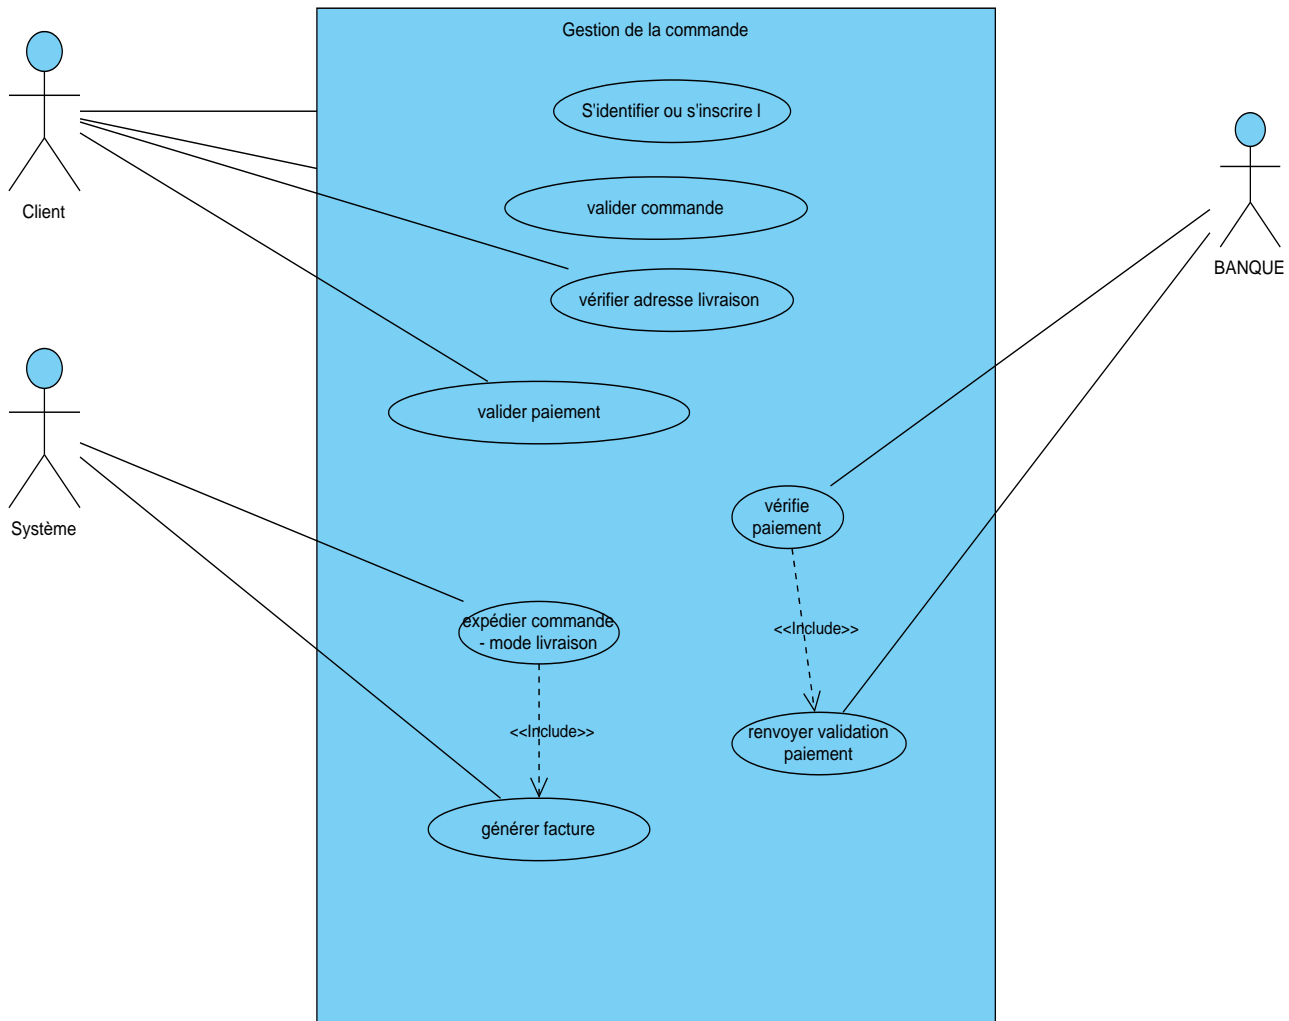 Gestion de la commande
S'identifier ou s'inscrire l
Client
valider commande
BANQUE
vérifier adresse livraison
valider paiement
Système
vérifie
paiement
expédier commande
- mode livraison
<<Include>>
<<Include>>
renvoyer validation
paiement
générer facture